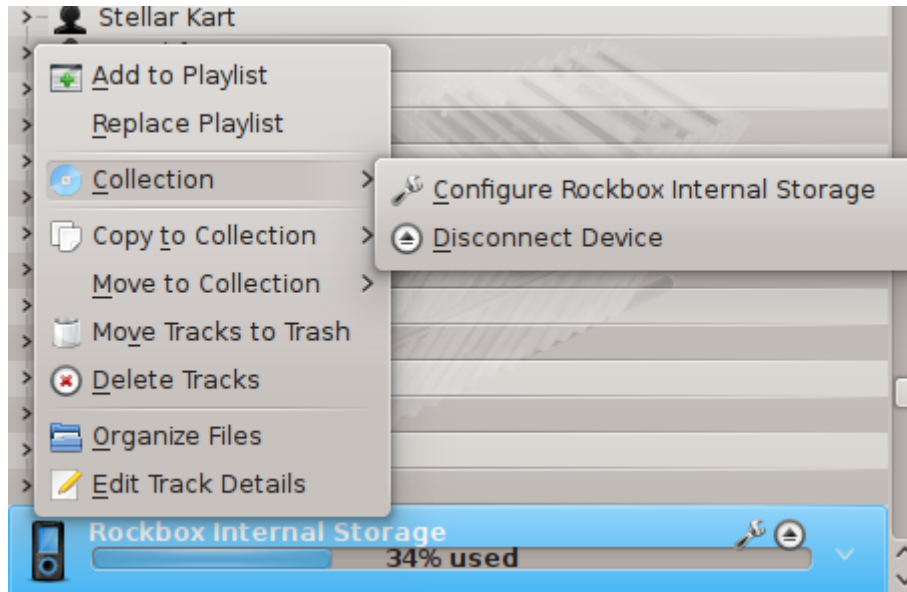 Stellar Kart
Add to Playlist
Replace Playlist
Collection
Configure Rockbox Internal Storage
Disconnect Device
Copy to Collection
Move to Collection
Move Tracks to Trash
Delete Tracks
Organize Files
Edit Track Details
Rockbox Internal Storage
34% used